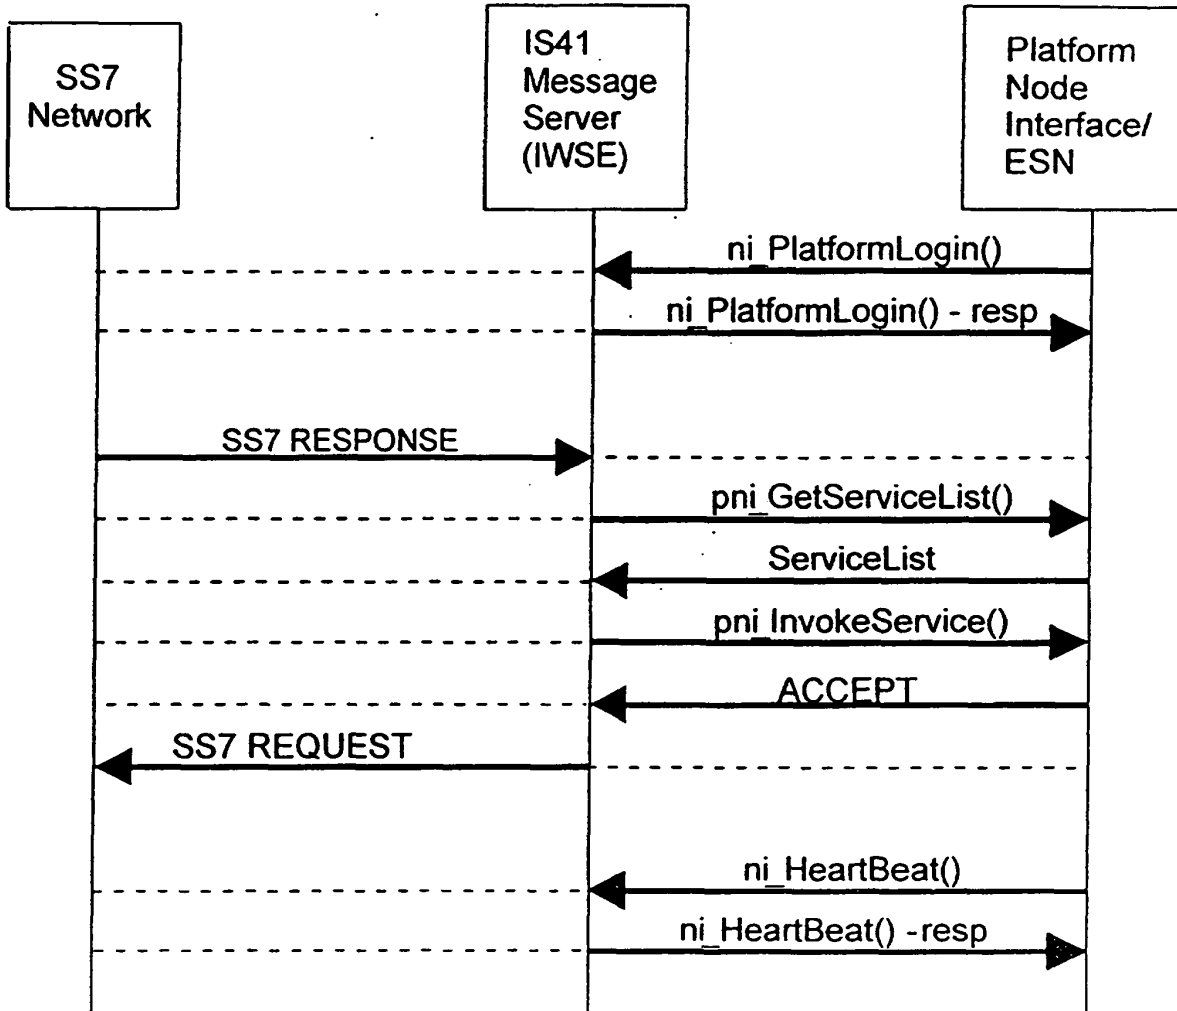 SS7
Network
IS41
Message
Server
(IWSE)
Platform
Node
Interface/
ESN
ni_PlatformLogin()
ni_PlatformLogin() - resp
SS7 RESPONSE
pni_GetServiceList()
ServiceList
pni_InvokeService()
ACCEPT
SS7 REQUEST
ni_HeartBeat()
ni_HeartBeat() -resp